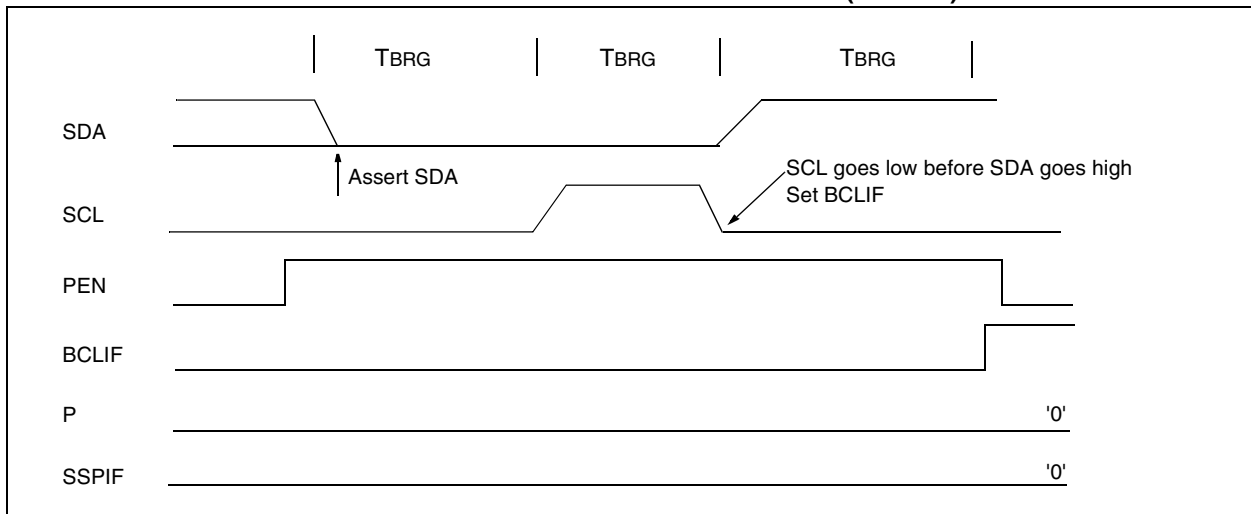 TBRG TBRG TBRG
SDA
Assert SDA
SCL goes low before SDA goes high
Set BCLIF
SCL
PEN
BCLIF
P '0'
SSPIF '0'